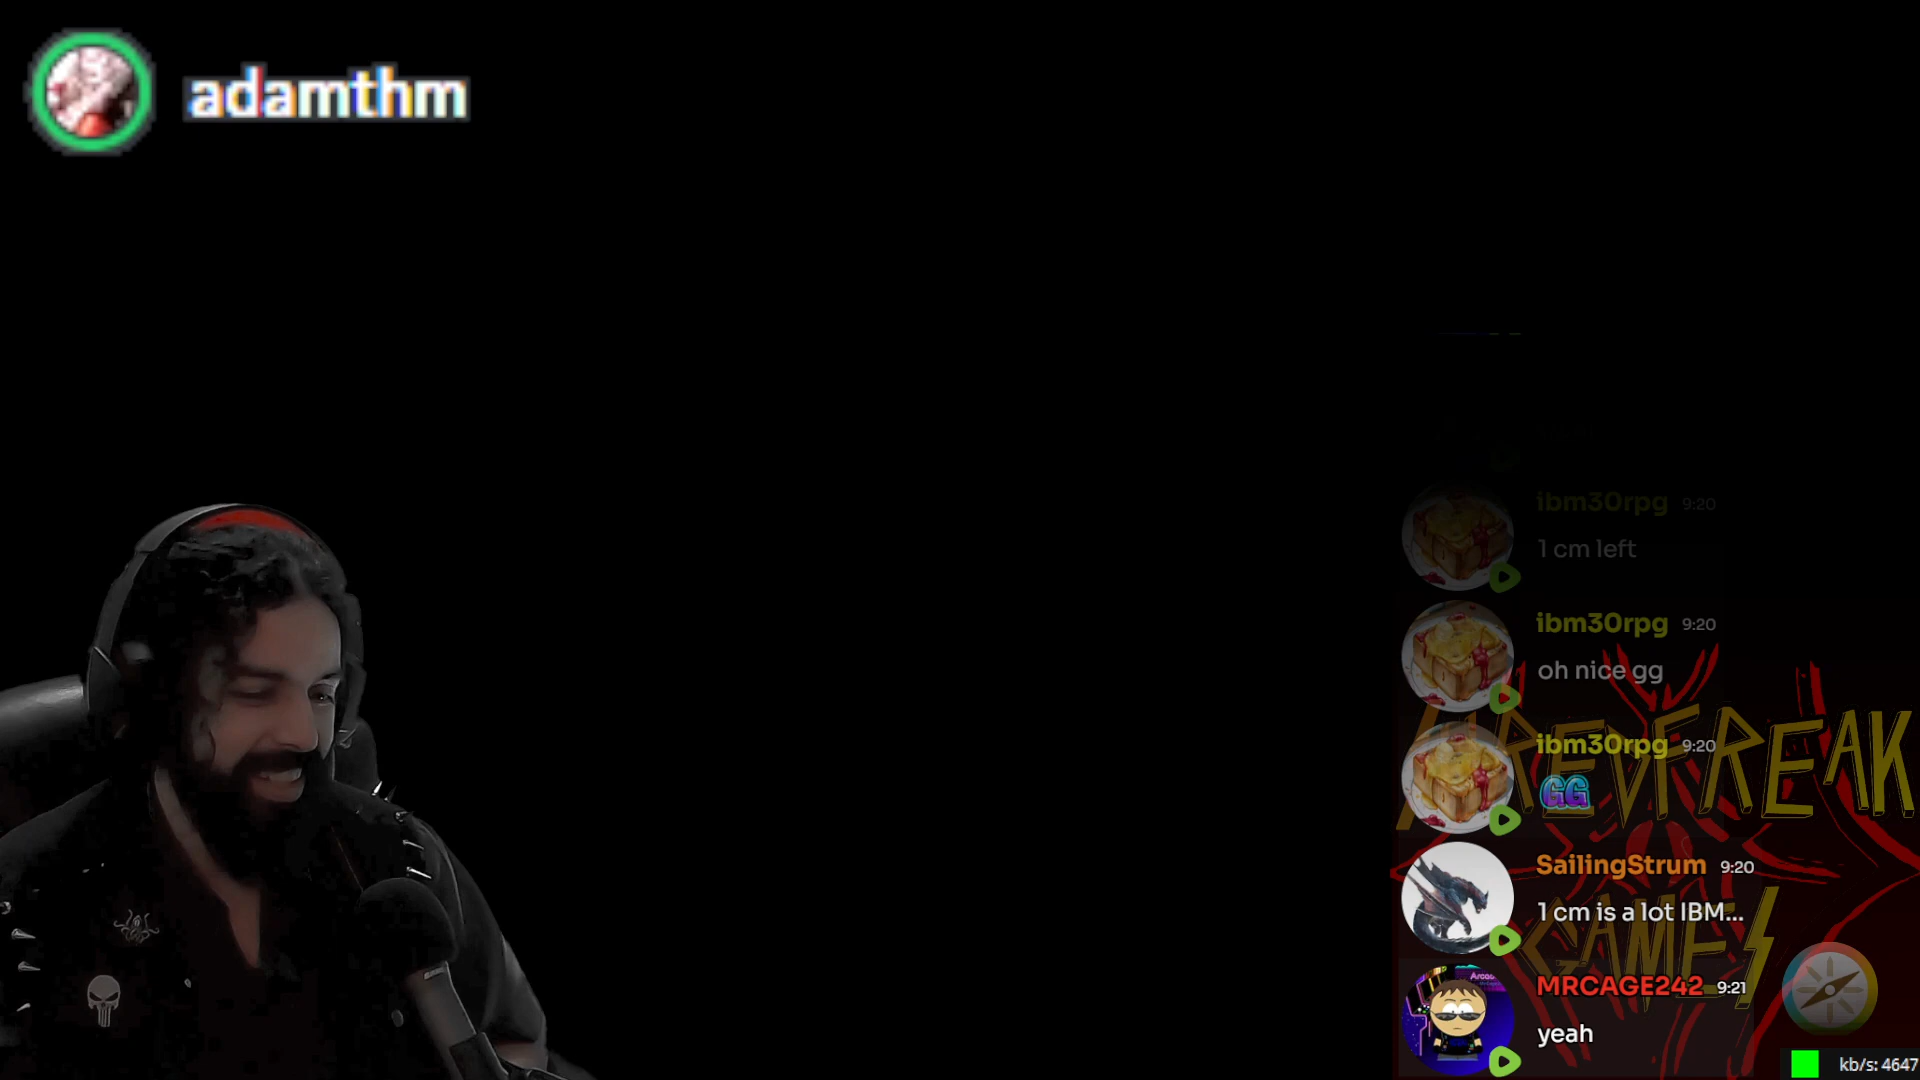 adamthm
ibm30rpg 9:20
1 cm left
ibm30rpg 9:20
oh nice gg
ibm30rpg 9:20
GG
SailingStrum 9:20
1 cm is a lot IBM...
MRCAGE242 9:21
yeah
GAMES
kb/s: 4647